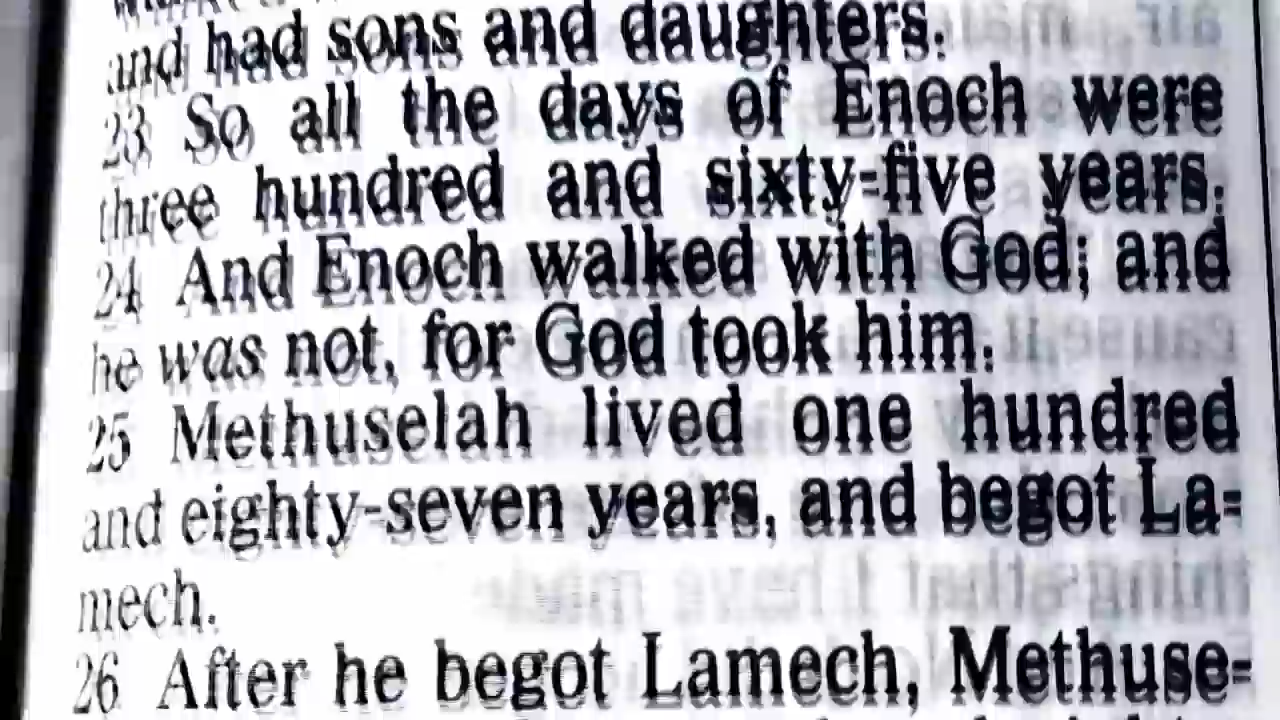 and had sons and daughters.
23 So all the days of Enoch were
three hundred and sixty-five years.
24 And Enoch walked with God; and
he was not, for God took him.
25 Methuselah lived one hundred
and eighty-seven years, and begot La-
mech.
26 After he begot Lamech, Methuse-